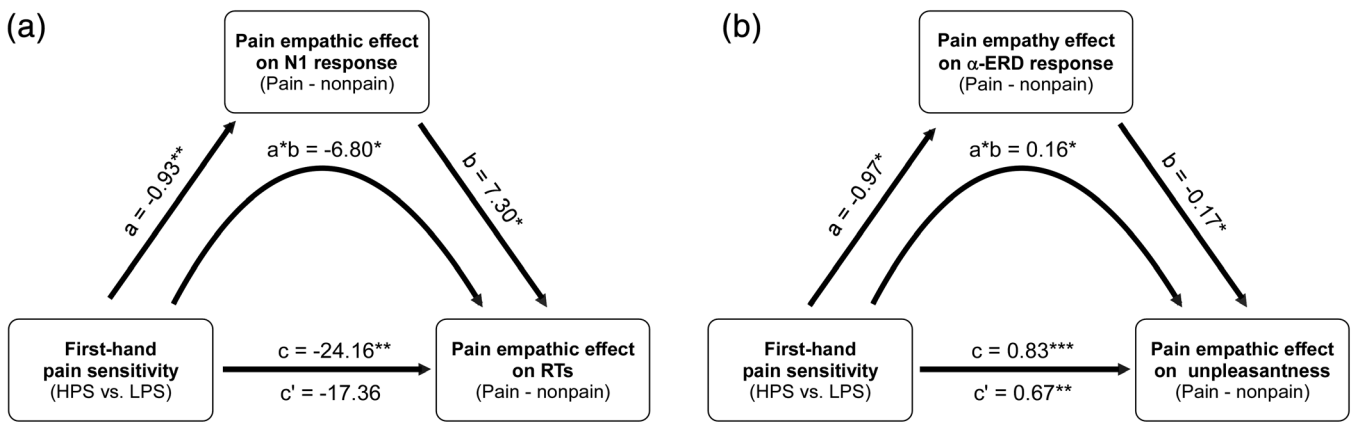 (a)
Pain empathic effect
on N1 response
(Pain - nonpain)
a = -0.93**
a*b = -6.80*
b = 7.30*
First-hand
pain sensitivity
(HPS vs. LPS)
c = -24.16**
c' = -17.36
Pain empathic effect
on RTs
(Pain - nonpain)
(b)
Pain empathy effect
on α-ERD response
(Pain - nonpain)
a = -0.97*
a*b = 0.16*
b = -0.17*
First-hand
pain sensitivity
(HPS vs. LPS)
c = 0.83***
c' = 0.67**
Pain empathic effect
on unpleasantness
(Pain - nonpain)